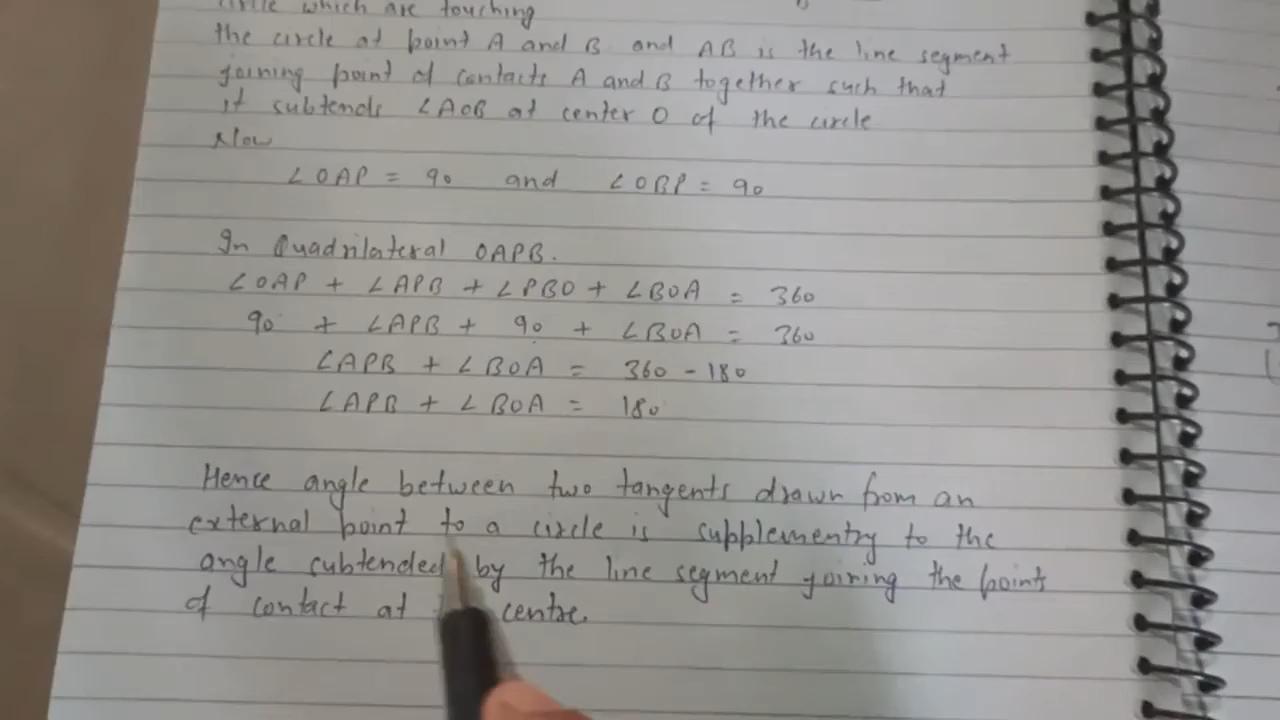 circle which are touching
the circle at point A and B and AB is the line segment
joining point of contacts A and B together such that
it subtends ∠AOB at center O of the circle
Now
∠OAP = 90 and ∠OBP = 90
In Quadrilateral OAPB.
∠OAP + ∠APB + ∠PBO + ∠BOA = 360
90 + ∠APB + 90 + ∠BOA = 360
∠APB + ∠BOA = 360 - 180
∠APB + ∠BOA = 180
Hence angle between two tangents drawn from an
external point to a circle is supplementry to the
angle subtended by the line segment joining the points
of contact at centre.